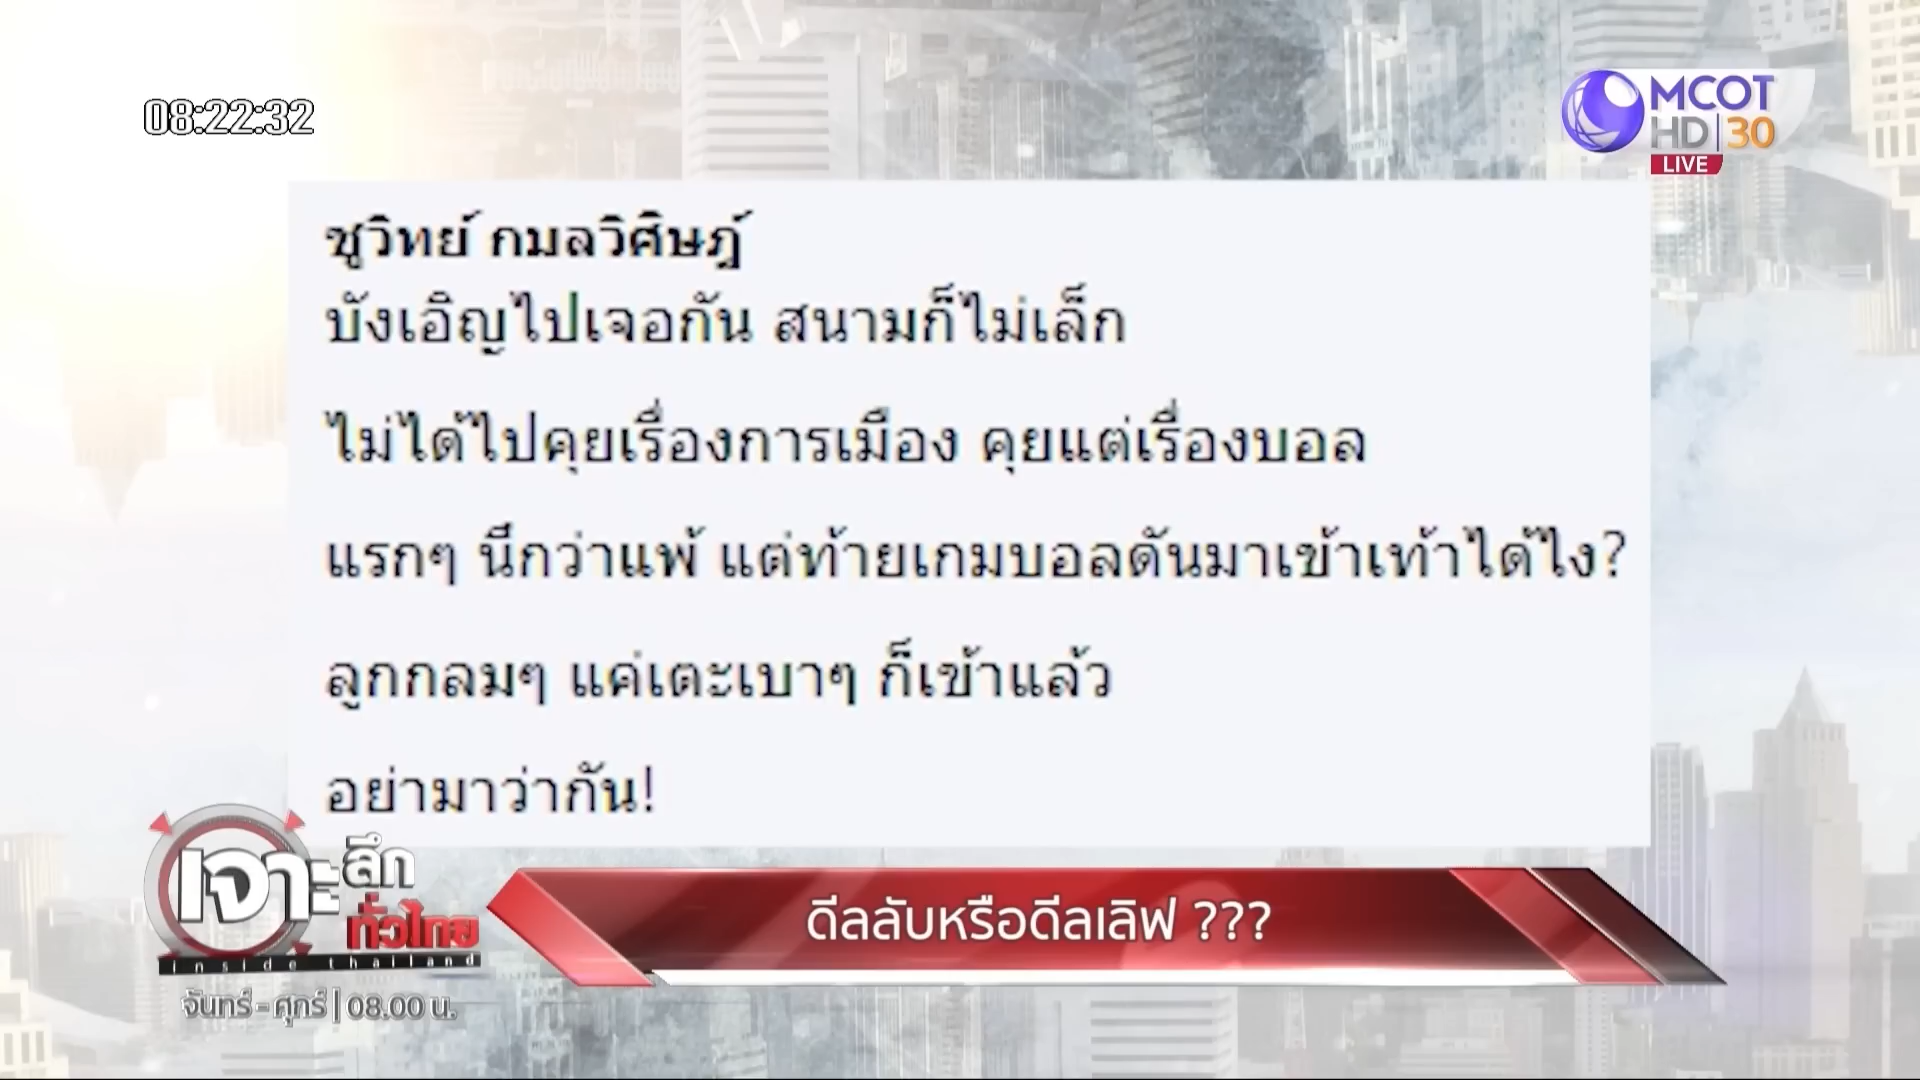 08:22:32
MCOT
HD 30
LIVE
ชูวิทย์ กมลวิศิษฎ์
บังเอิญไปเจอกัน สนามก็ไม่เล็ก
ไม่ได้ไปคุยเรื่องการเมือง คุยแต่เรื่องบอล
แรกๆ นึกว่าแพ้ แต่ท้ายเกมบอลดันมาเข้าเท้าได้ไง?
ลูกกลมๆ แค่เตะเบาๆ ก็เข้าแล้ว
อย่ามาว่ากัน!
เจาะลึก
ทั่วไทย
inside thailand
จันทร์ - ศุกร์ | 08.00 น.
ดีลลับหรือดีลเลิฟ ???